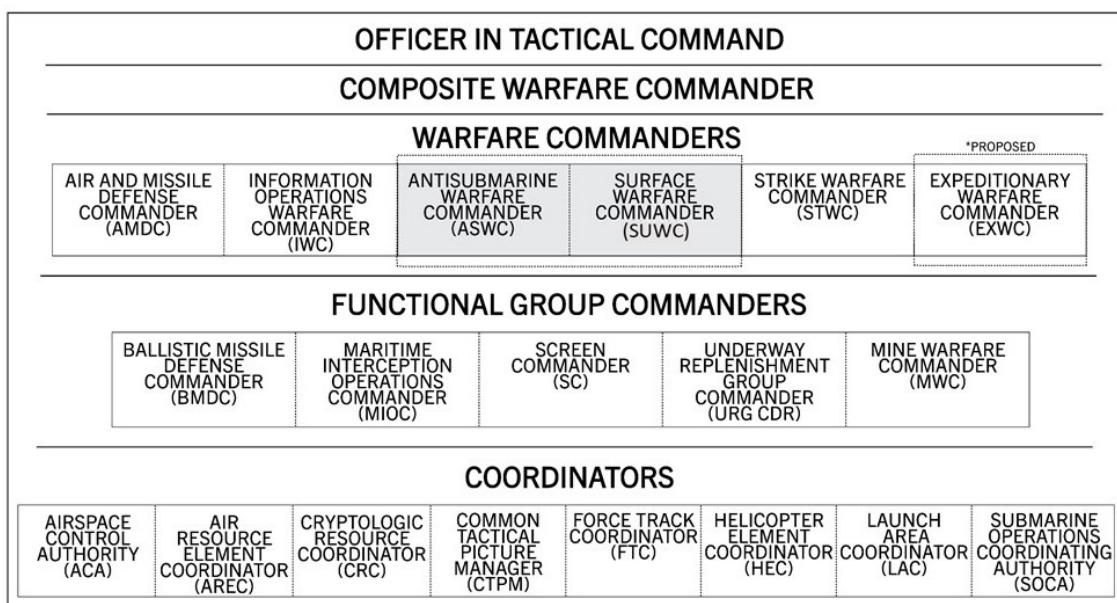 OFFICER IN TACTICAL COMMAND
COMPOSITE WARFARE COMMANDER
WARFARE COMMANDERS
*PROPOSED
AIR AND MISSILE
DEFENSE
COMMANDER
(AMDC)
INFORMATION
OPERATIONS
WARFARE
COMMANDER
(IWC)
ANTISUBMARINE
WARFARE
COMMANDER
(ASWC)
SURFACE
WARFARE
COMMANDER
(SUWC)
STRIKE WARFARE
COMMANDER
(STWC)
EXPEDITIONARY
WARFARE
COMMANDER
(EXWC)
FUNCTIONAL GROUP COMMANDERS
BALLISTIC MISSILE
DEFENSE
COMMANDER
(BMDC)
MARITIME
INTERCEPTION
OPERATIONS
COMMANDER
(MIOC)
SCREEN
COMMANDER
(SC)
UNDERWAY
REPLENISHMENT
GROUP
COMMANDER
(URG CDR)
MINE WARFARE
COMMANDER
(MWC)
COORDINATORS
AIRSPACE
CONTROL
AUTHORITY
(ACA)
AIR
RESOURCE
ELEMENT
COORDINATOR
(AREC)
CRYPTOLOGIC
RESOURCE
COORDINATOR
(CRC)
COMMON
TACTICAL
PICTURE
MANAGER
(CTPM)
FORCE TRACK
COORDINATOR
(FTC)
HELICOPTER
ELEMENT
COORDINATOR
(HEC)
LAUNCH
AREA
COORDINATOR
(LAC)
SUBMARINE
OPERATIONS
COORDINATING
AUTHORITY
(SOCA)